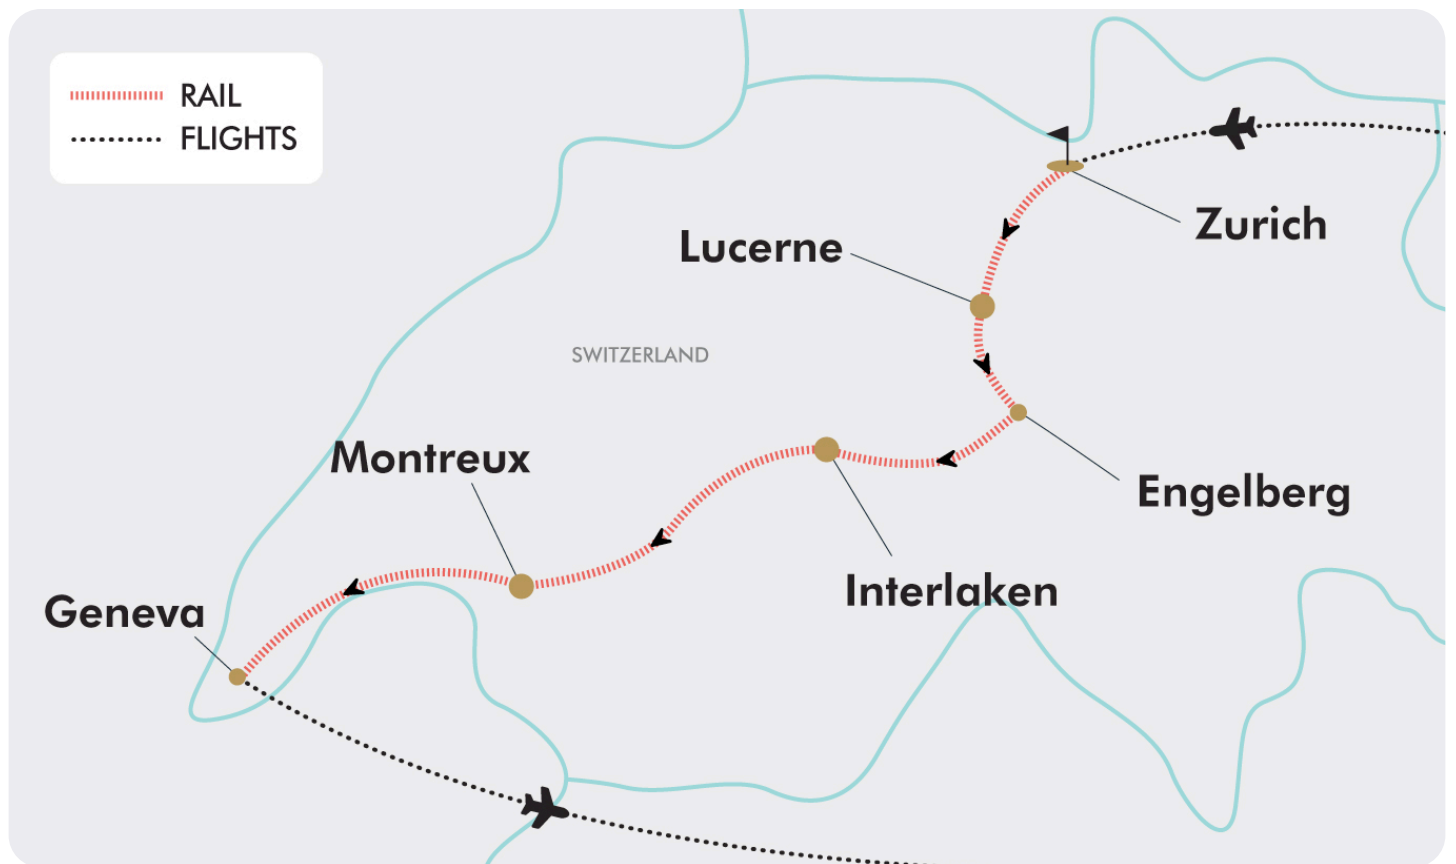 RAIL
FLIGHTS
Zurich
Lucerne
SWITZERLAND
Montreux
Engelberg
Interlaken
Geneva